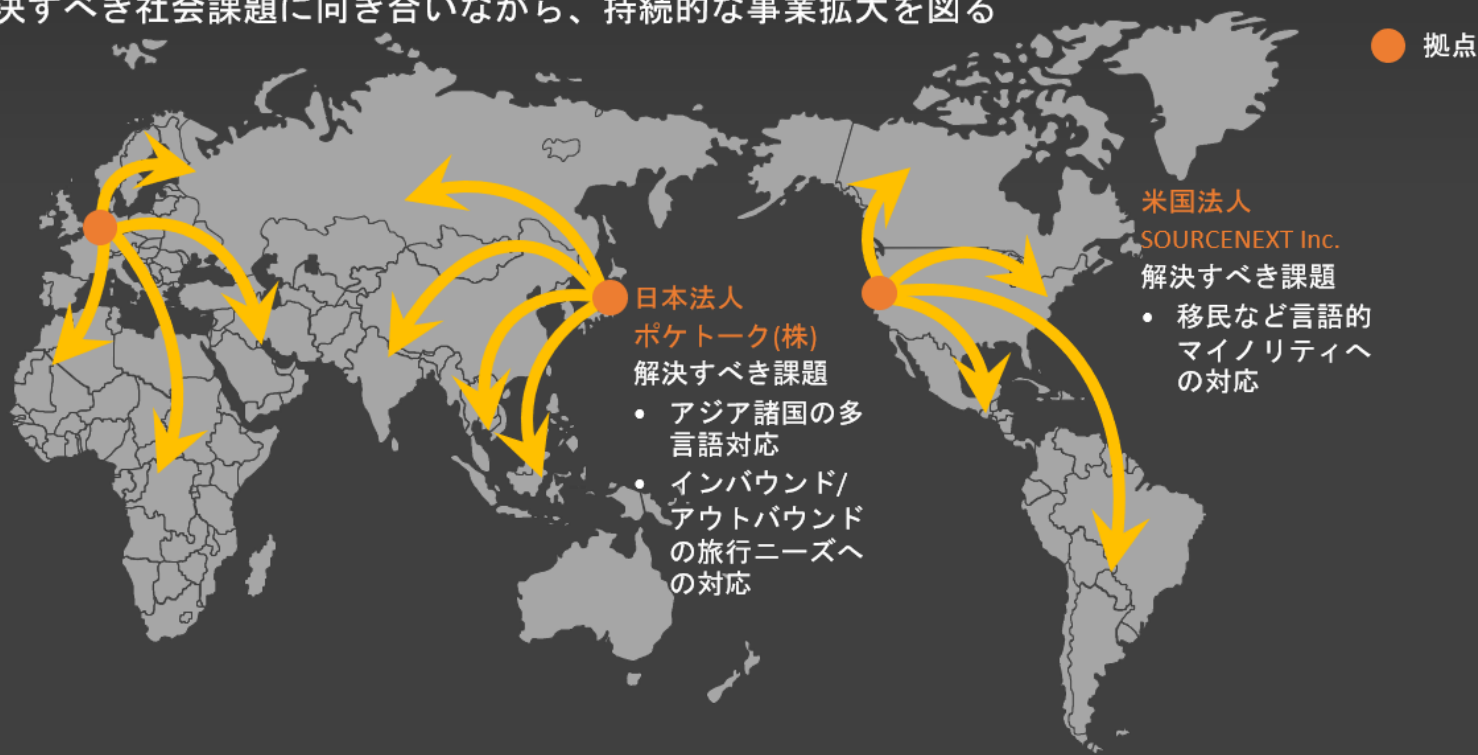 決すべき社会課題に向き合いながら、持続的な事業拡大を図る
拠点
米国法人
SOURCENEXT Inc.
解決すべき課題
• 移民など言語的
マイノリティへ
の対応
日本法人
ポケトーク(株)
解決すべき課題
• アジア諸国の多
言語対応
• インバウンド/
アウトバウンド
の旅行ニーズへ
の対応